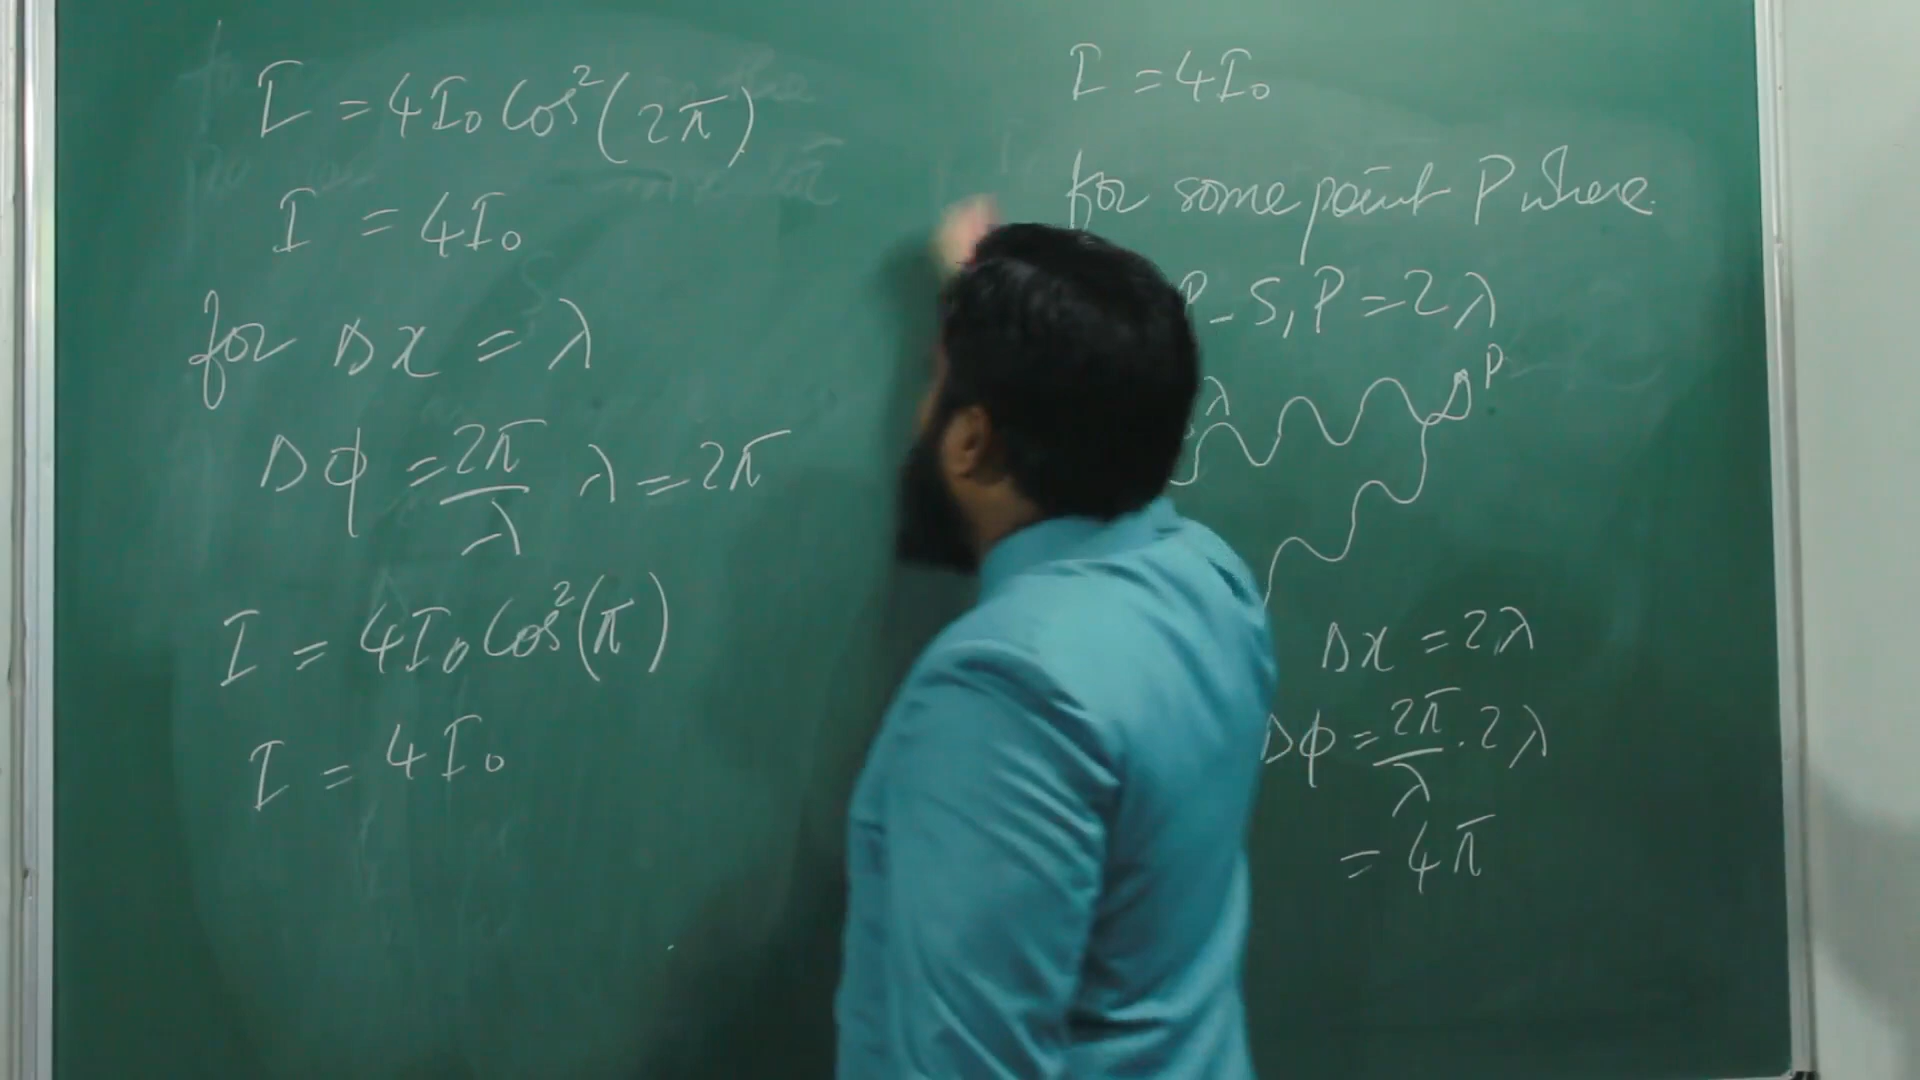 I = 4I₀ Cos²(2π)
I = 4I₀
for Δx = λ
Δφ = 2π/λ λ = 2π
I = 4I₀ Cos²(π)
I = 4I₀
I = 4I₀
for some point P where
P - S₁P = 2λ
λ
P
Δx = 2λ
Δφ = 2π/λ . 2λ
= 4π